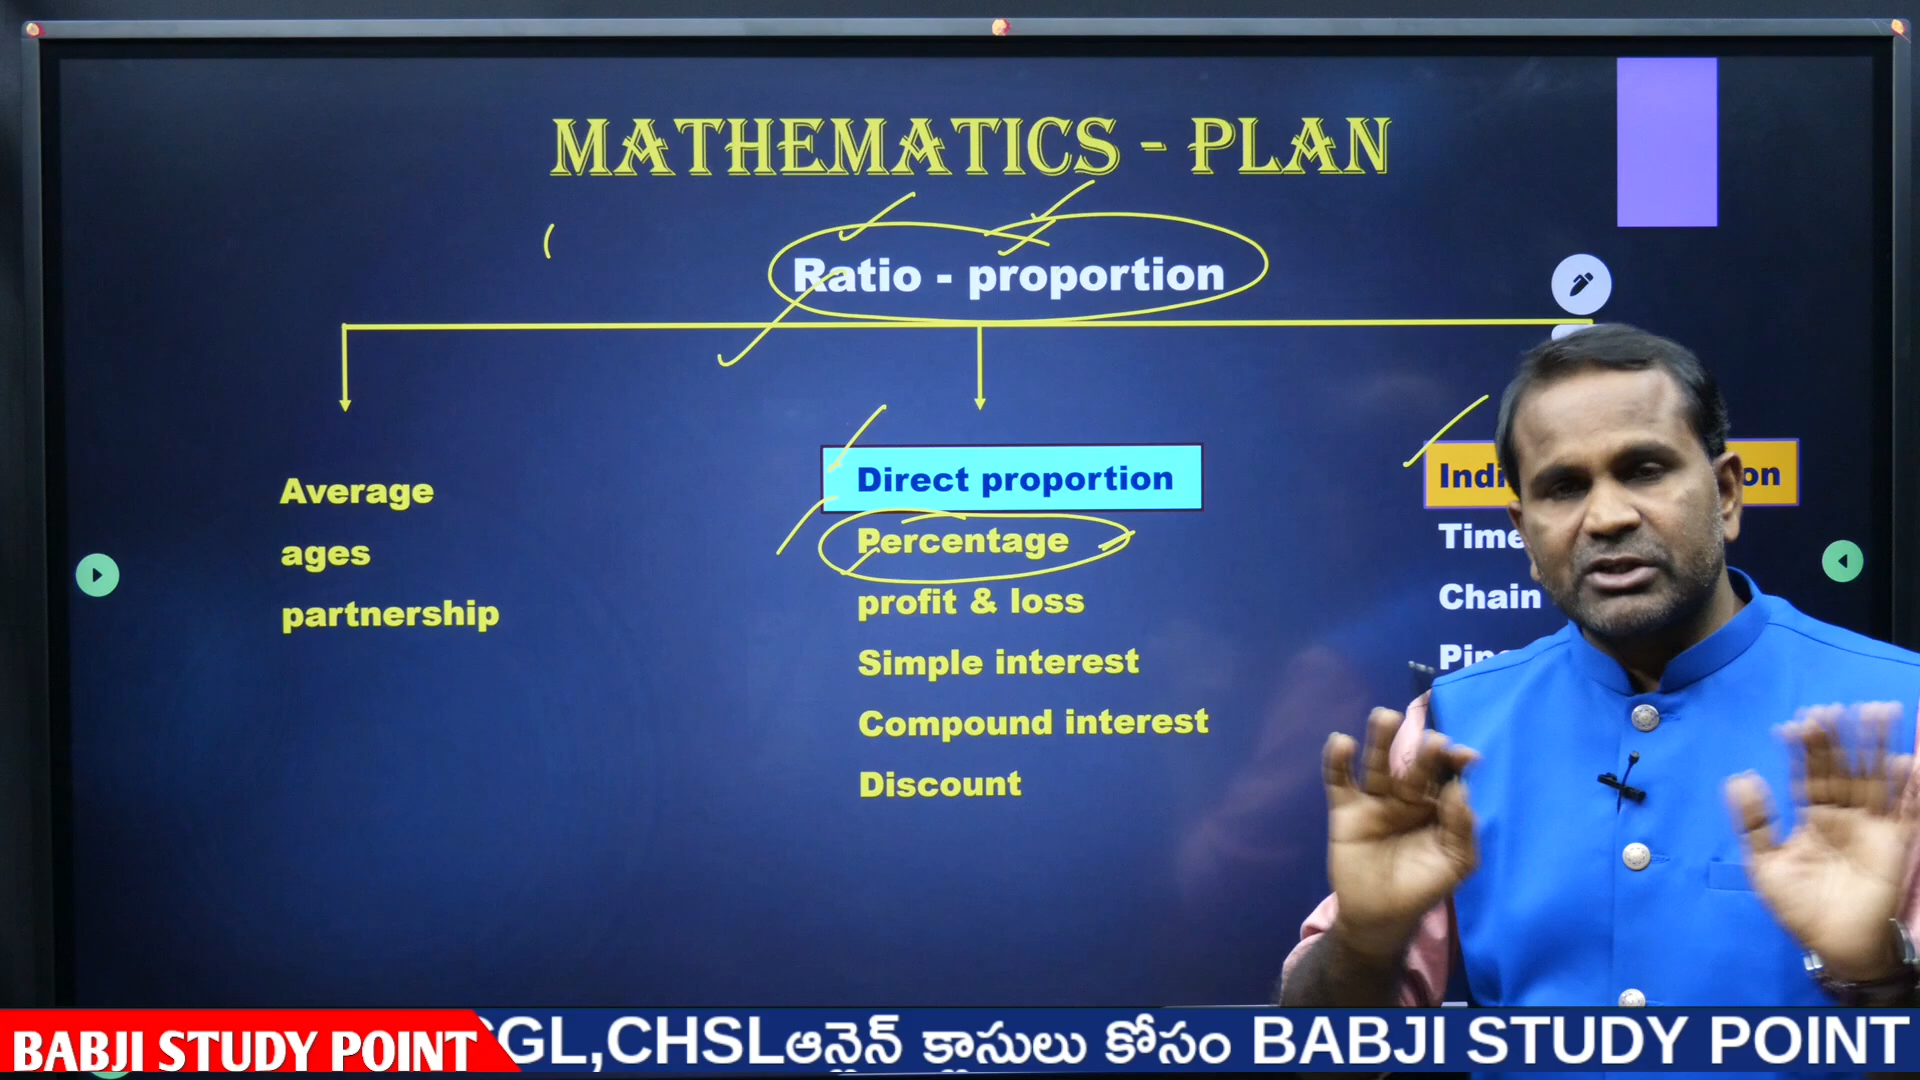 MATHEMATICS - PLAN
Ratio - proportion
Average
ages
partnership
Direct proportion
Percentage
profit & loss
Simple interest
Compound interest
Discount
Time
Chain
BABJI STUDY POINT
GL,CHSLఆన్లైన్ క్లాసులు కోసం BABJI STUDY POINT